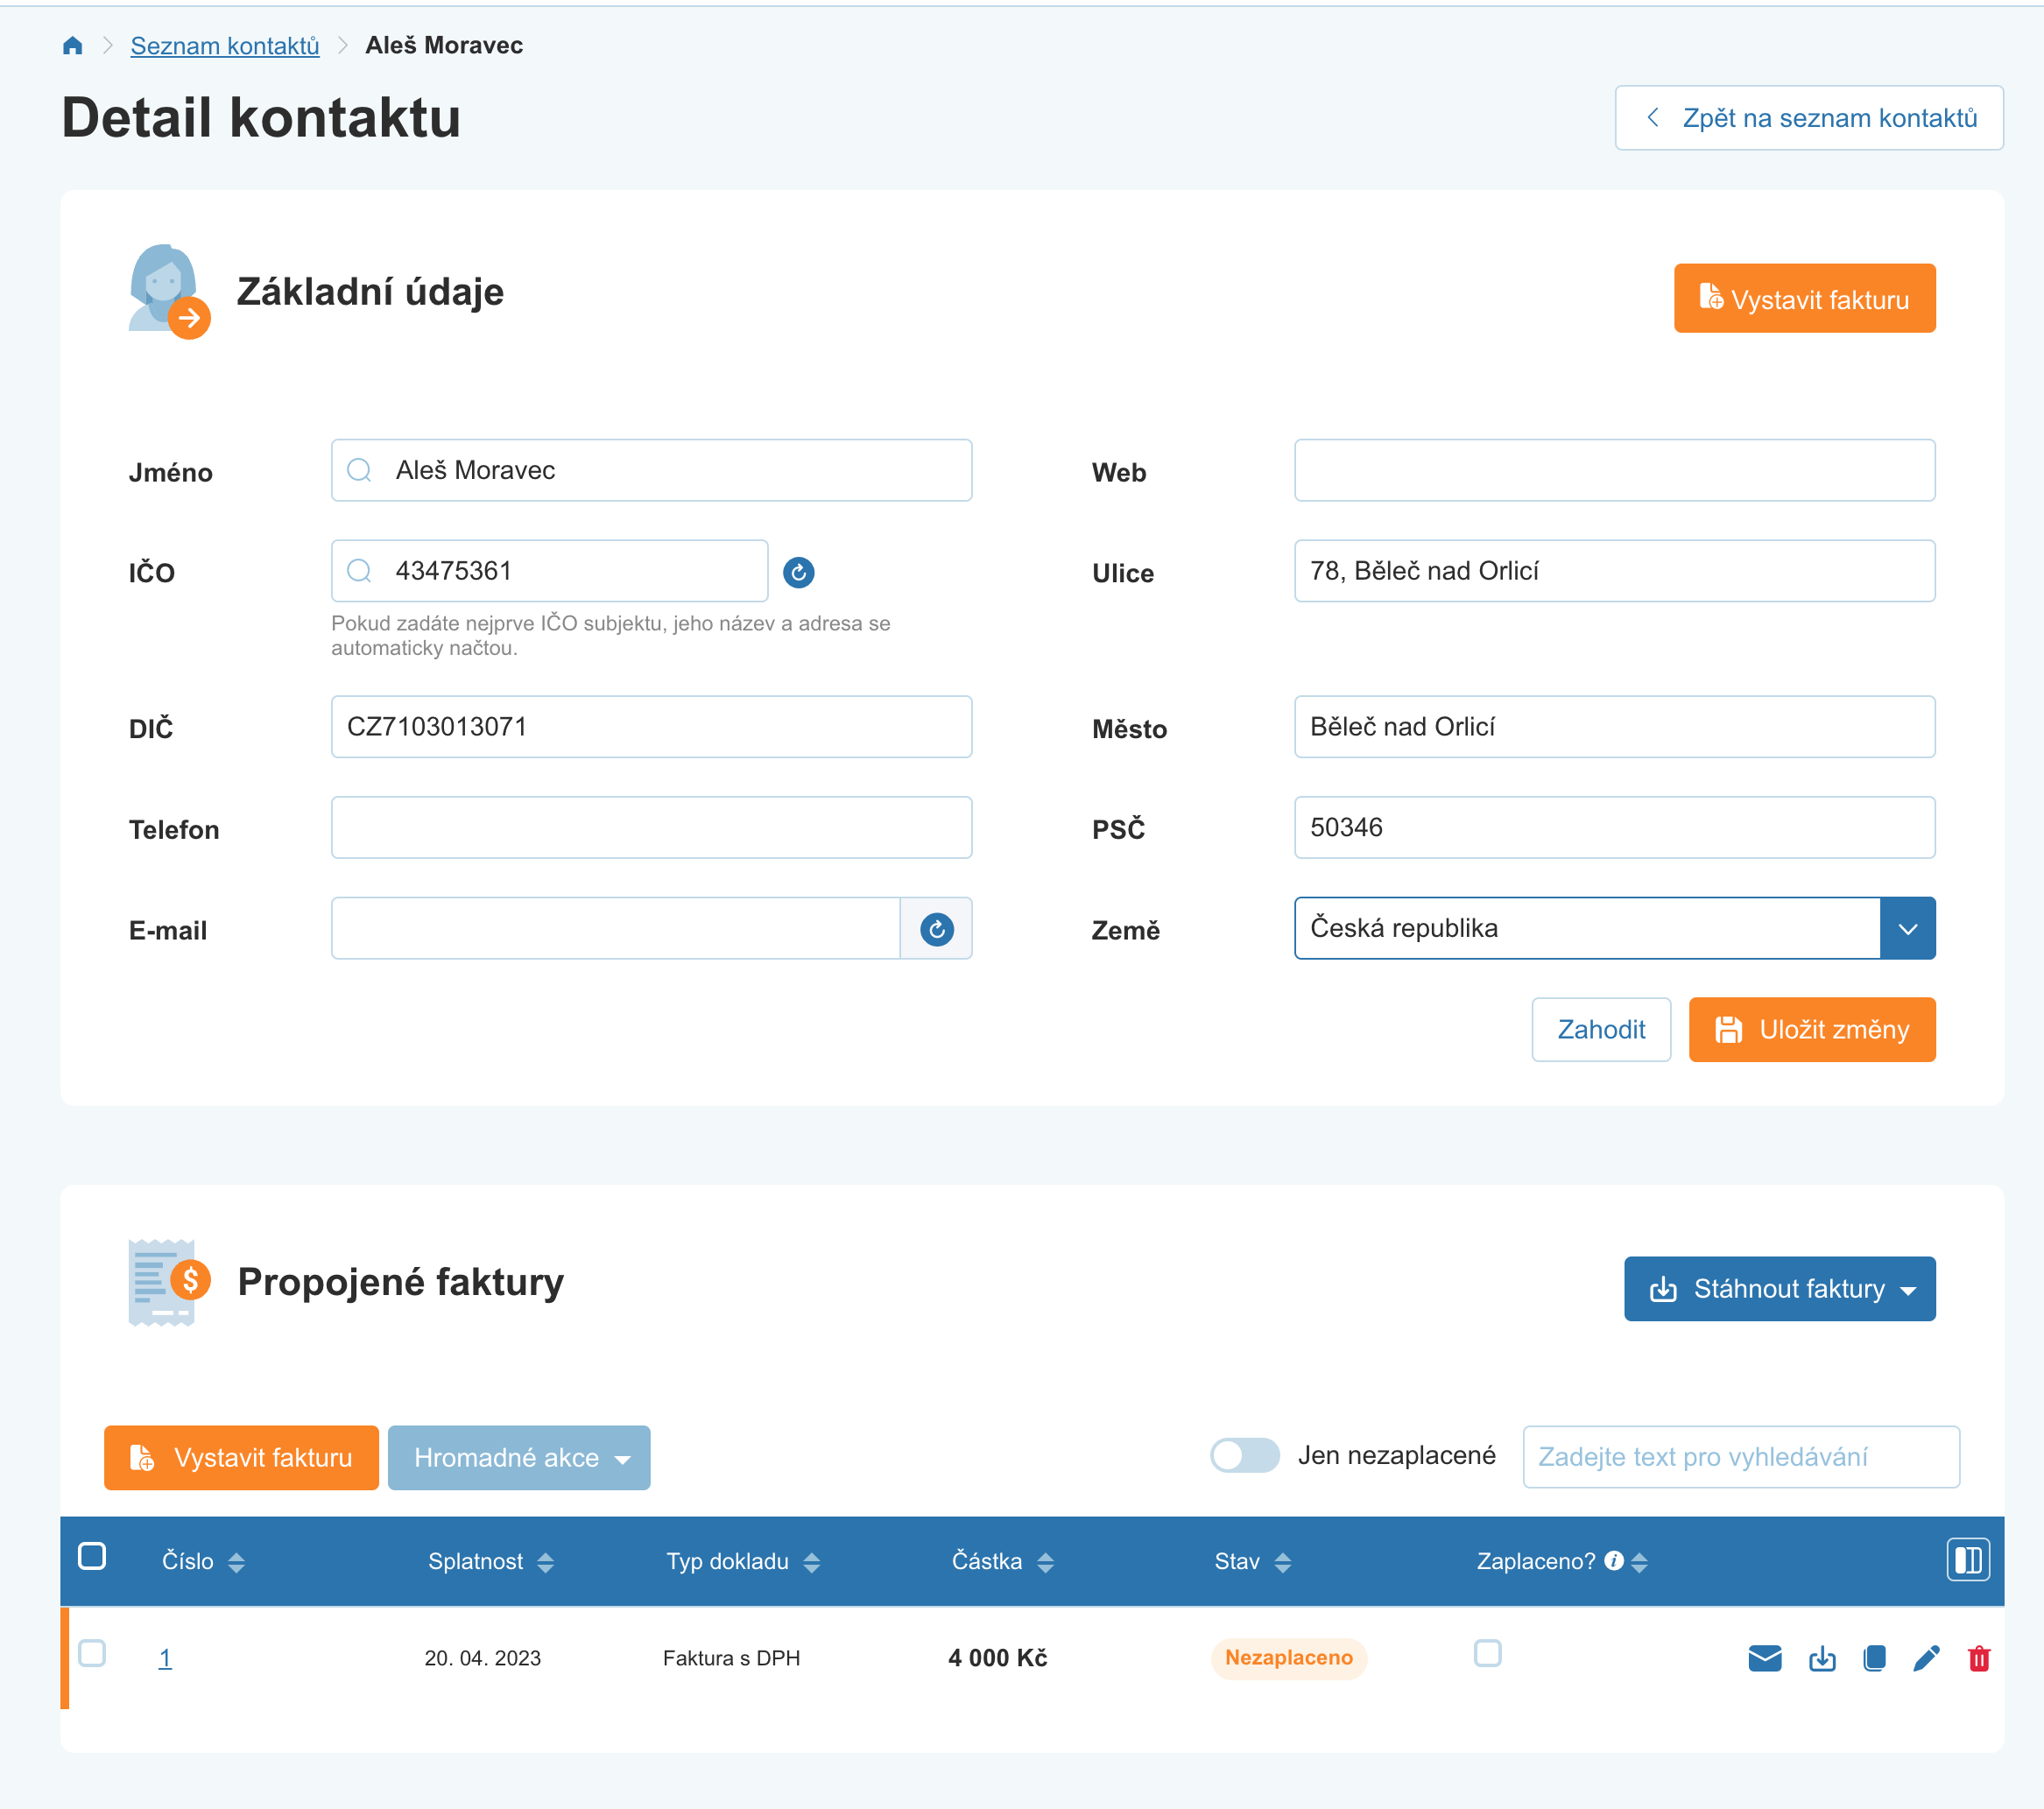 Seznam kontaktů Aleš Moravec
Detail kontaktu
Zpět na seznam kontaktů
Základní údaje
Vystavit fakturu
Jméno
Aleš Moravec
Web
IČO
43475361
Pokud zadáte nejprve IČO subjektu, jeho název a adresa se
automaticky načtou.
Ulice
78, Běleč nad Orlicí
DIČ
CZ7103013071
Město
Běleč nad Orlicí
Telefon
PSČ
50346
E-mail
Země
Česká republika
Zahodit
Uložit změny
$
Propojené faktury
Stáhnout faktury
Vystavit fakturu
Hromadné akce
Jen nezaplacené
Zadejte text pro vyhledávání
Číslo Splatnost Typ dokladu Částka Stav Zaplaceno? i
1 20. 04. 2023 Faktura s DPH 4 000 Kč Nezaplaceno